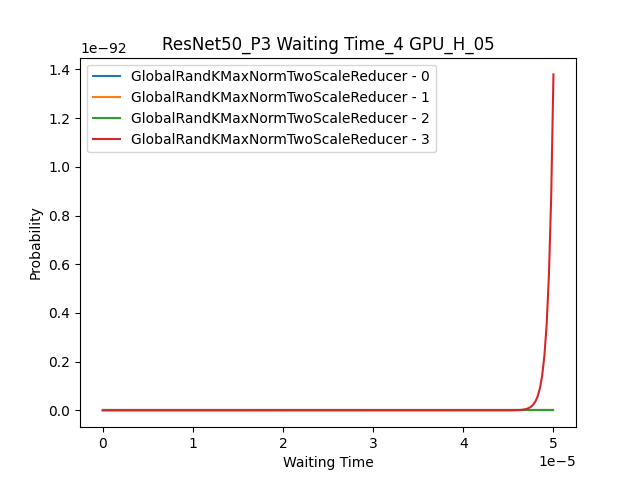 ResNet50_P3 Waiting Time_4 GPU_H_05
1e−92
GlobalRandKMaxNormTwoScaleReducer - 0
GlobalRandKMaxNormTwoScaleReducer - 1
GlobalRandKMaxNormTwoScaleReducer - 2
GlobalRandKMaxNormTwoScaleReducer - 3
1.4
1.2
1.0
0.8
0.6
0.4
0.2
0.0
Probability
0 1 2 3 4 5
1e−5
Waiting Time